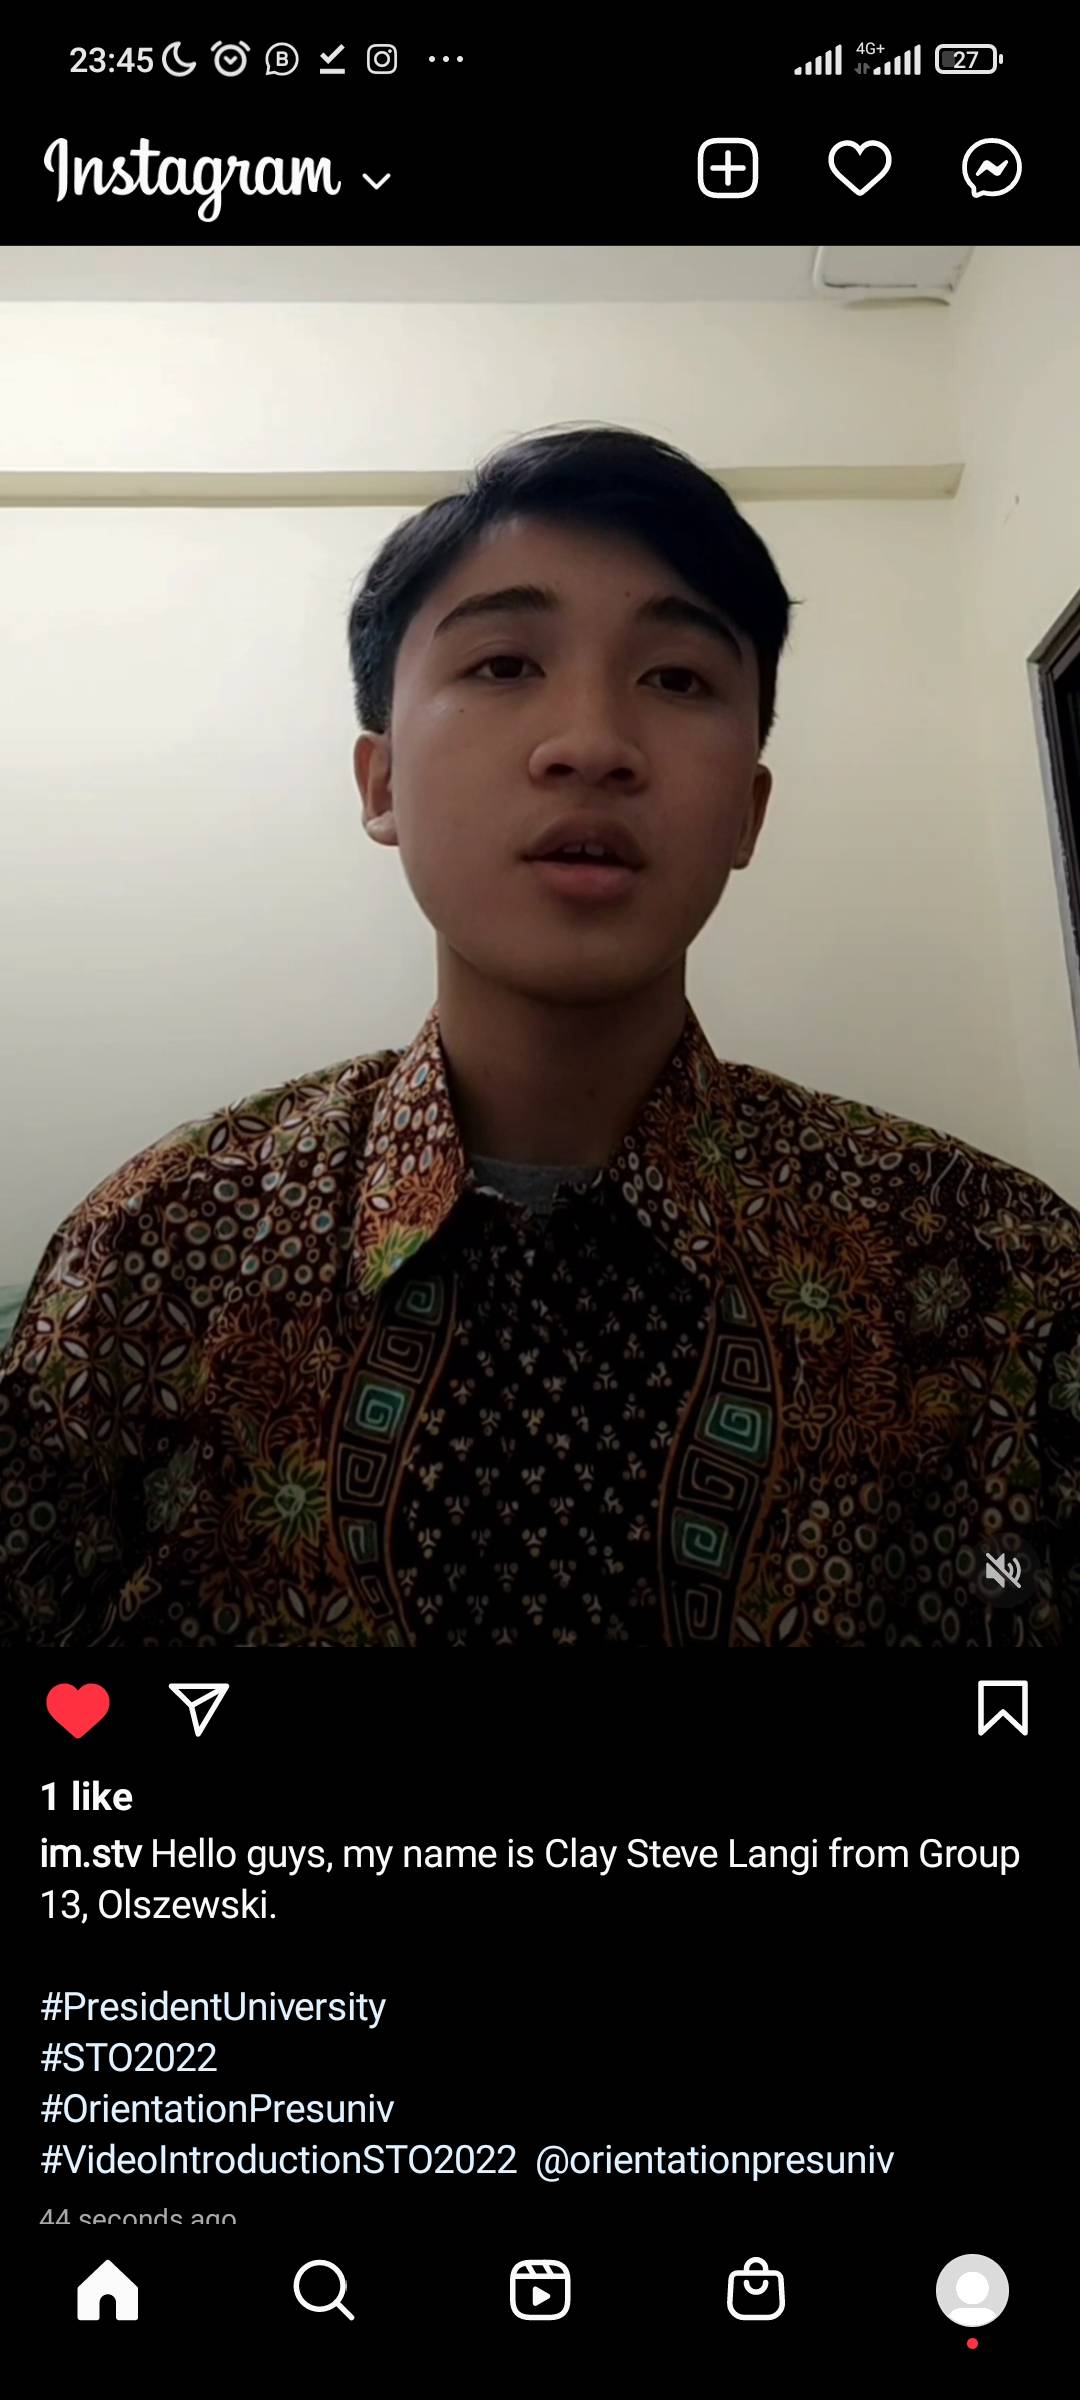 23:45 B 4G+ 27
Instagram
1 like
im.stv Hello guys, my name is Clay Steve Langi from Group
13, Olszewski.
#PresidentUniversity
#STO2022
#OrientationPresuniv
#VideoIntroductionSTO2022 @orientationpresuniv
44 seconds ago